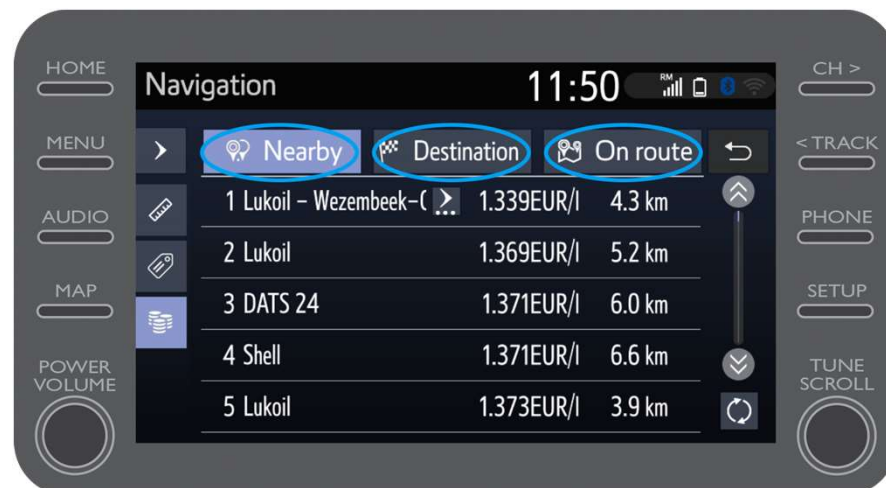 HOME
MENU
AUDIO
MAP
POWER
VOLUME
Navigation 11:50 RM
Nearby Destination On route
1 Lukoil – Wezembeek–( 1.339EUR/l 4.3 km
2 Lukoil 1.369EUR/l 5.2 km
3 DATS 24 1.371EUR/l 6.0 km
4 Shell 1.371EUR/l 6.6 km
5 Lukoil 1.373EUR/l 3.9 km
CH >
< TRACK
PHONE
SETUP
TUNE
SCROLL